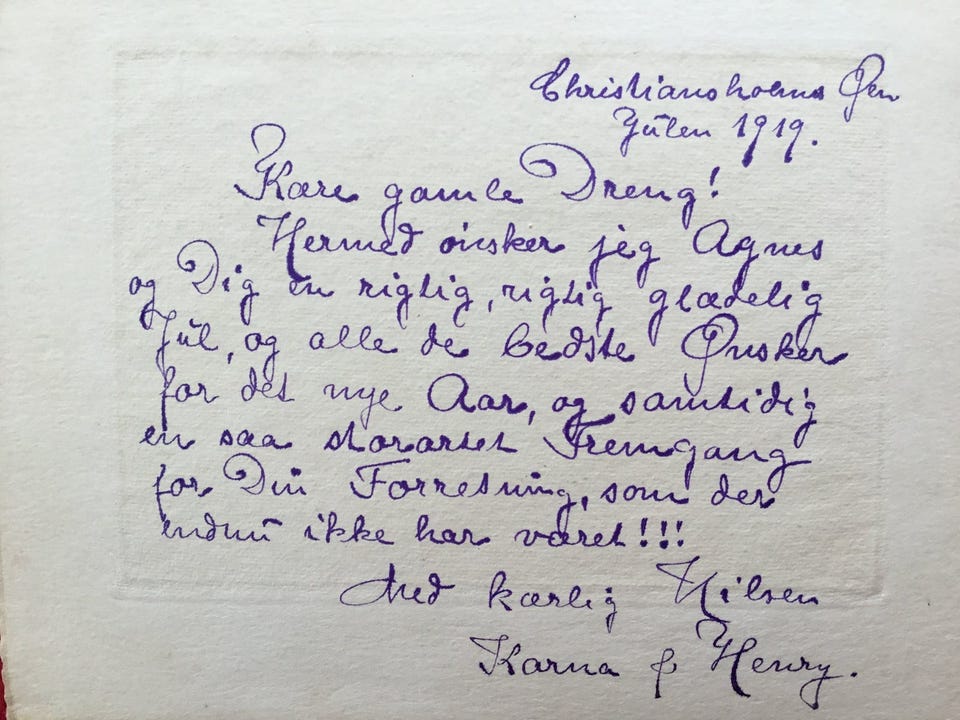 Christiansholms Øen
Julen 1919.
Kære gamle Dreng!
Hermed ønsker jeg Agnes
og Dig en rigtig, rigtig glædelig
Jul, og alle de bedste Ønsker
for det nye Aar, og samtidig
en saa storartet Fremgang
for Din Forretning, som der
endnu ikke har været!!!
Med kærlig Hilsen
Karna & Henry.